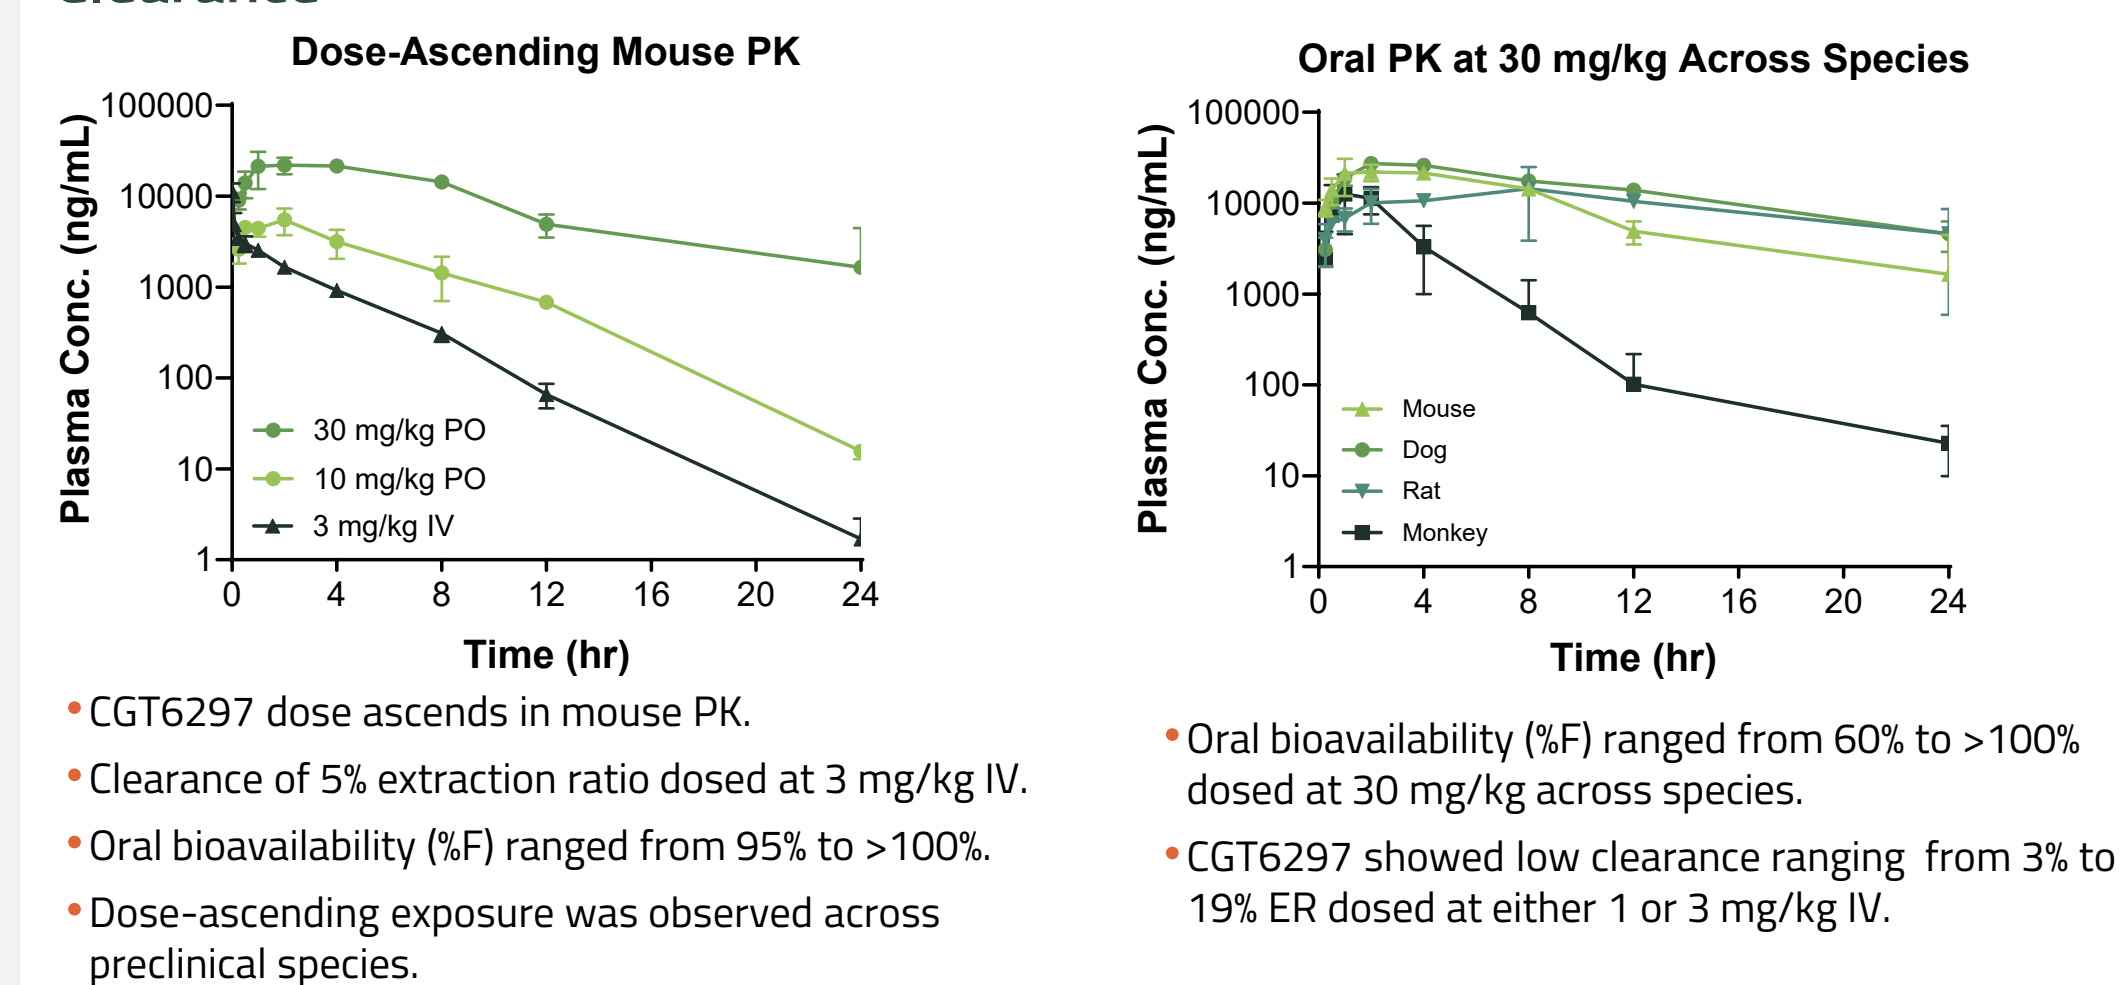 Clearance
Dose-Ascending Mouse PK
Plasma Conc. (ng/mL)
100000
10000
1000
100
10
1
30 mg/kg PO
10 mg/kg PO
3 mg/kg IV
0 4 8 12 16 20 24
Time (hr)
• CGT6297 dose ascends in mouse PK.
• Clearance of 5% extraction ratio dosed at 3 mg/kg IV.
• Oral bioavailability (%F) ranged from 95% to >100%.
• Dose-ascending exposure was observed across
preclinical species.
Oral PK at 30 mg/kg Across Species
Plasma Conc. (ng/mL)
100000
10000
1000
100
10
1
Mouse
Dog
Rat
Monkey
0 4 8 12 16 20 24
Time (hr)
• Oral bioavailability (%F) ranged from 60% to >100%
dosed at 30 mg/kg across species.
• CGT6297 showed low clearance ranging from 3% to
19% ER dosed at either 1 or 3 mg/kg IV.